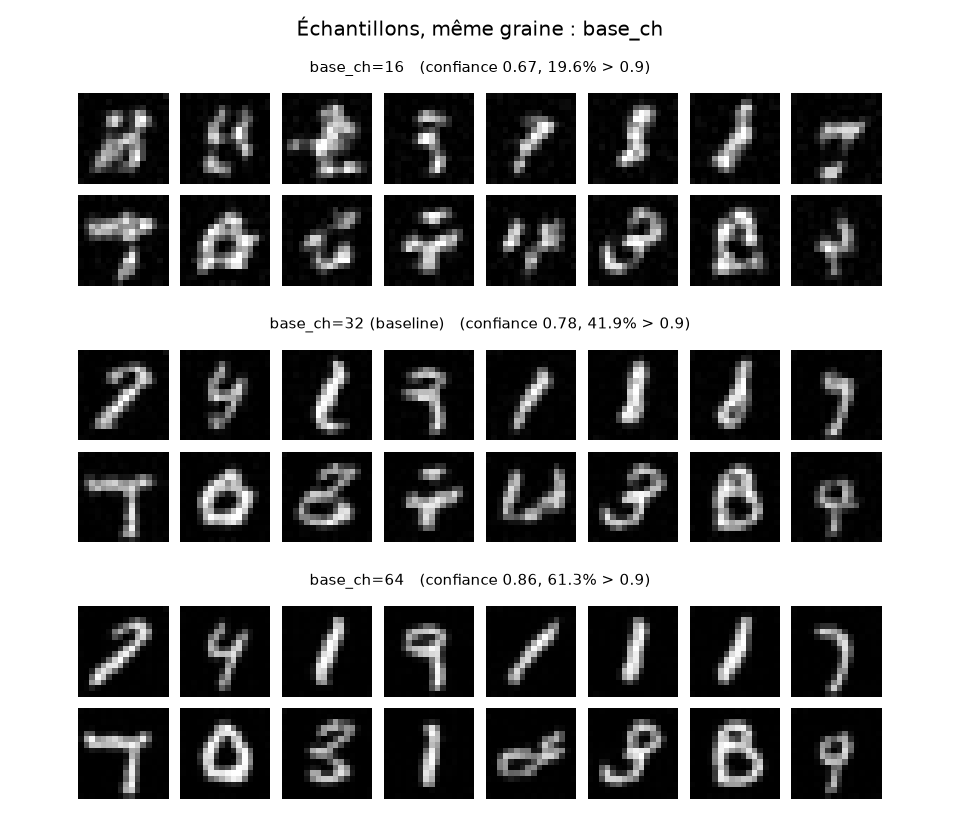 Échantillons, même graine : base_ch
base_ch=16 (confiance 0.67, 19.6% > 0.9)
base_ch=32 (baseline) (confiance 0.78, 41.9% > 0.9)
base_ch=64 (confiance 0.86, 61.3% > 0.9)